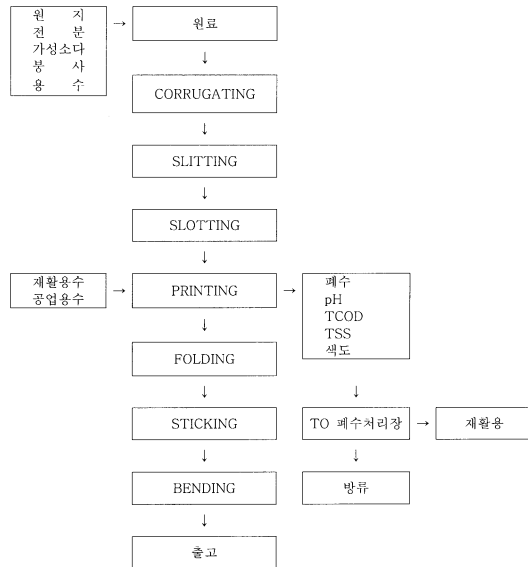 원 지
전 분
가성소다
붕 사
용 수
→
원료
↓
CORRUGATING
↓
SLITTING
↓
SLOTTING
↓
재활용수
공업용수
→
PRINTING
→
폐수
pH
TCOD
TSS
색도
↓
FOLDING
↓
↓
STICKING
TO 폐수처리장
→
재활용
↓
↓
BENDING
방류
↓
출고